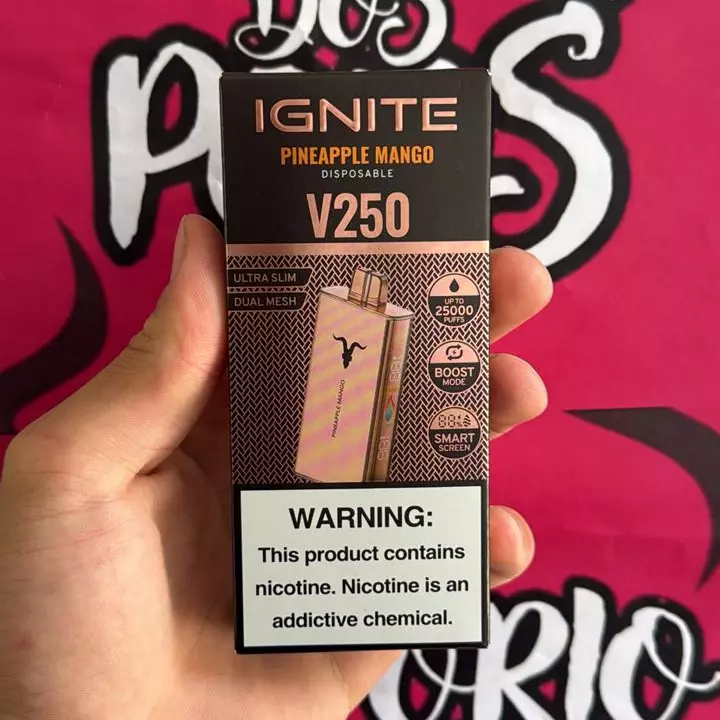 DOS
IGNITE
PINEAPPLE MANGO
DISPOSABLE
V250
ULTRA SLIM
DUAL MESH
UP TO
25000
PUFFS
BOOST
MODE
SMART
SCREEN
PINEAPPLE MANGO
WARNING:
This product contains
nicotine. Nicotine is an
addictive chemical.